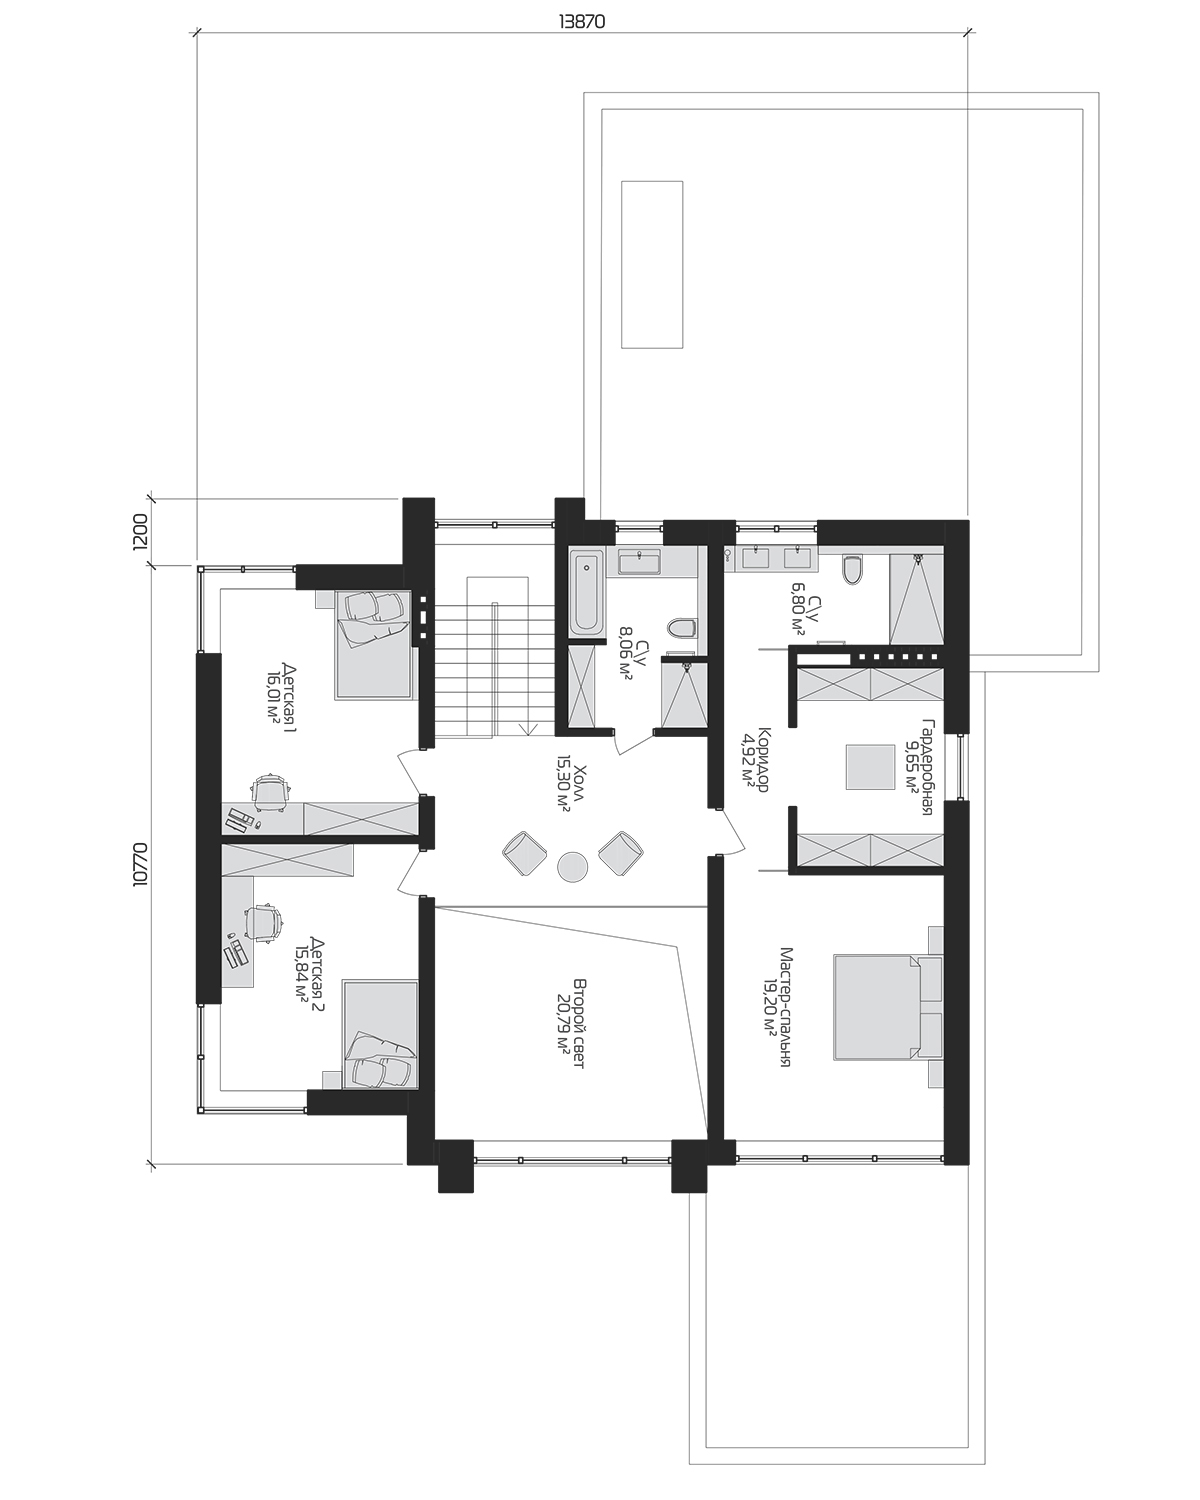 13870
1200
10770
Детская 1
16,01 м²
С\У
8,06 м²
С\У
6,80 м²
Холл
15,30 м²
Коридор
4,92 м²
Гардеробная
9,65 м²
Детская 2
15,84 м²
Второй свет
20,79 м²
Мастер-спальня
19,20 м²